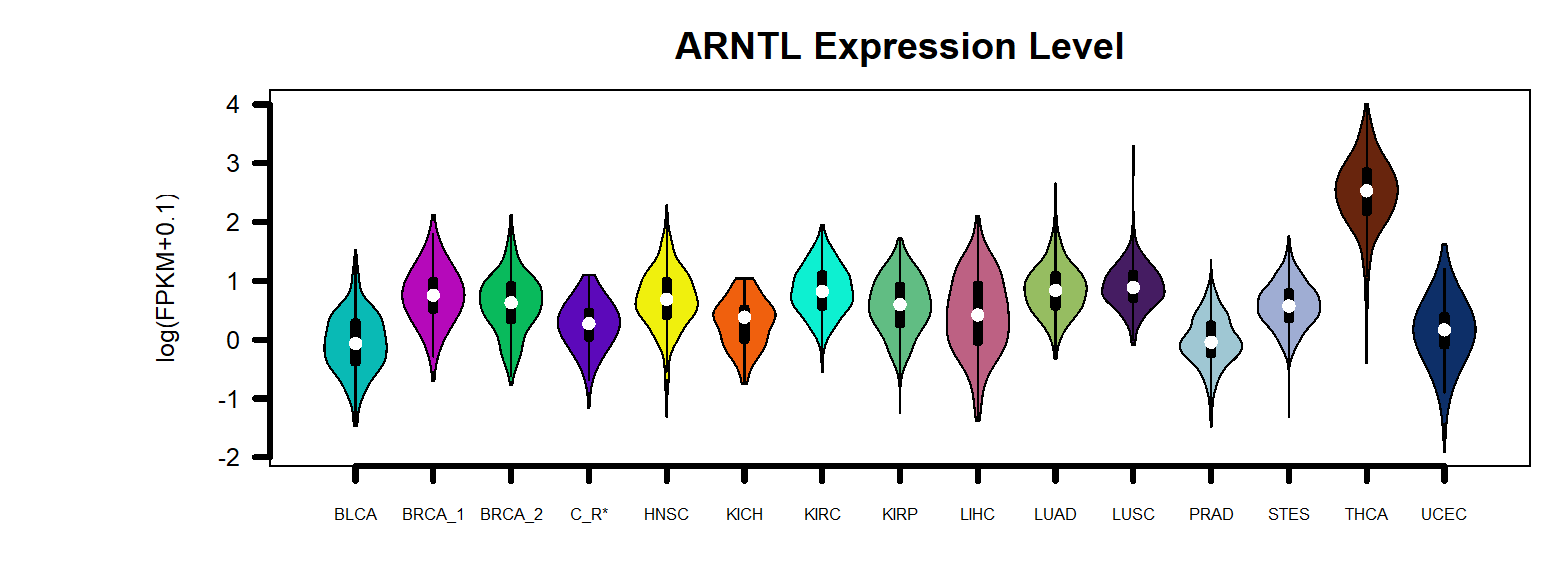 ARNTL Expression Level
log(FPKM+0.1)
4
3
2
1
0
-1
-2
BLCA BRCA_1 BRCA_2 C_R* HNSC KICH KIRC KIRP LIHC LUAD LUSC PRAD STES THCA UCEC